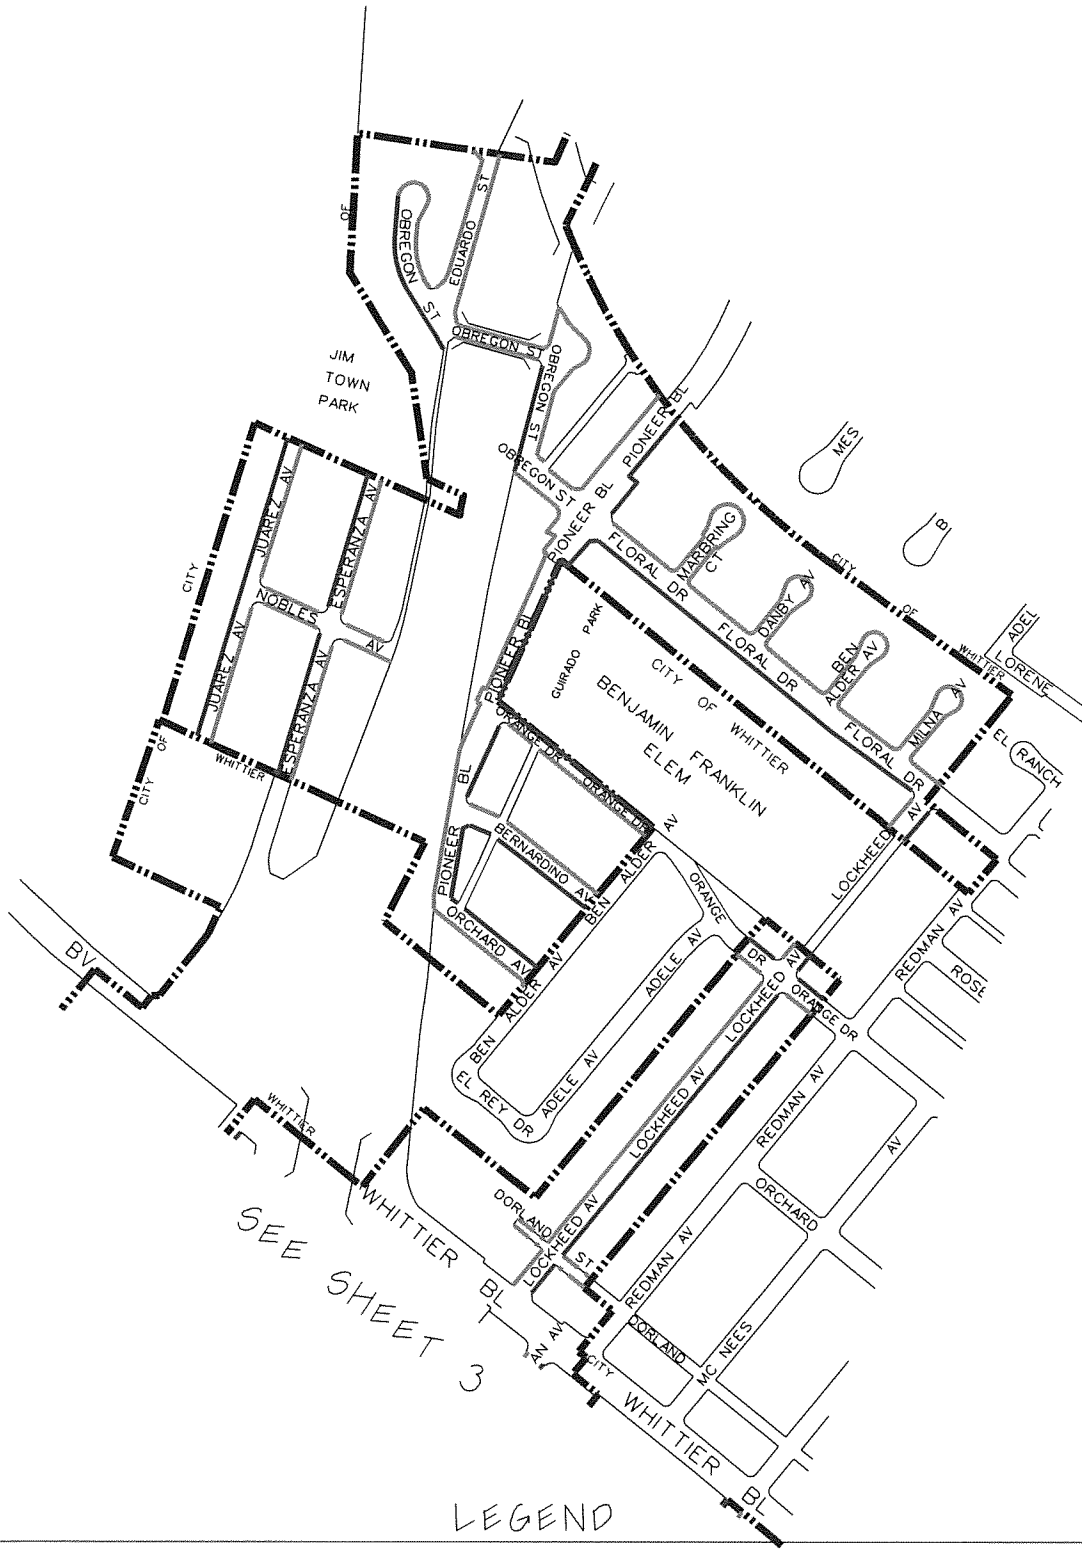 OF
OBREGON
ST
EDUARDO
ST
OBREGON ST
OBREGON
ST
JIM
TOWN
PARK
PIONEER BL
OBREGON ST
PIONEER BL
MES
B
JUAREZ AV
ESPERANZA AV
CITY
NOBLES
AV
JUAREZ AV
ESPERANZA AV
FLORAL DR
MARBRING
CT
DANBY AV
CITY
OF
WHITTIER
ADEL
LORENE
FLORAL DR
BEN
ALDER AV
MILNA AV
FLORAL DR
EL RANCH
GUIRADO PARK
CITY OF WHITTIER
BENJAMIN FRANKLIN
ELEM
PIONEER BL
ORANGE DR
ORANGE DR
CITY OF
WHITTIER
PIONEER BL
BERNARDINO AV
BEN ALDER AV
ORCHARD AV
BEN ALDER AV
ORANGE
DR
LOCKHEED AV
REDMAN AV
ROSE
ORANGE DR
ADELE AV
ADELE AV
EL REY DR
LOCKHEED AV
LOCKHEED AV
REDMAN AV
AV
ORCHARD
BV
WHITTIER
WHITTIER
BL
SEE SHEET 3
DORLAND
ST
LOCKHEED AV
REDMAN AV
DORLAND
MC NEES
AN AV
CITY
WHITTIER
BL
LEGEND